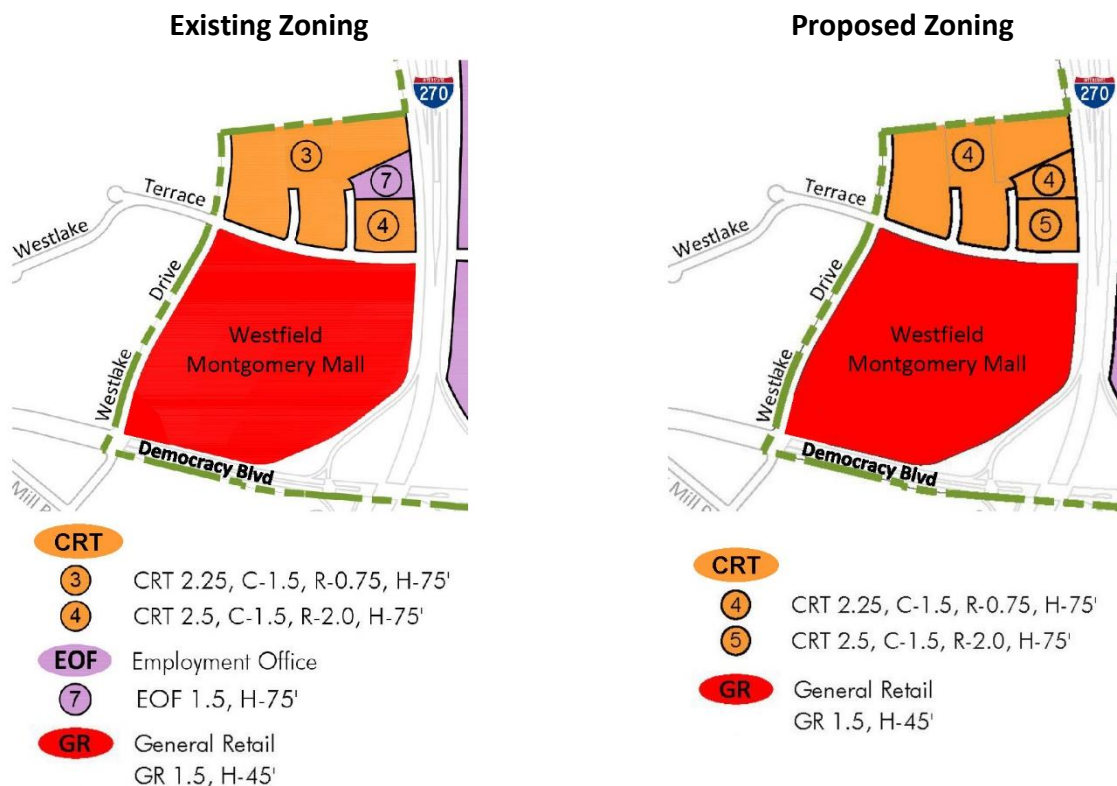 Existing Zoning
INTERSTATE
270
3
7
4
Terrace
Westlake
Drive
Westlake
Westfield
Montgomery Mall
Democracy Blvd
Mill
CRT
3 CRT 2.25, C-1.5, R-0.75, H-75'
4 CRT 2.5, C-1.5, R-2.0, H-75'
EOF Employment Office
7 EOF 1.5, H-75'
GR General Retail
GR 1.5, H-45'
Proposed Zoning
INTERSTATE
270
4
4
5
Terrace
Westlake
Drive
Westlake
Westfield
Montgomery Mall
Democracy Blvd
Mill
CRT
4 CRT 2.25, C-1.5, R-0.75, H-75'
5 CRT 2.5, C-1.5, R-2.0, H-75'
GR General Retail
GR 1.5, H-45'